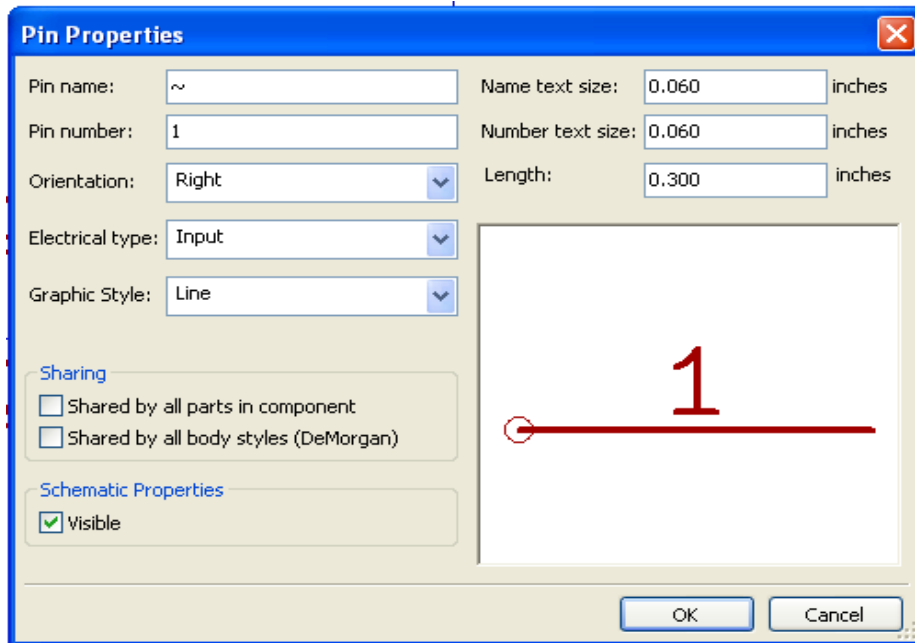 Pin Properties
Pin name: ~ Name text size: 0.060 inches
Pin number: 1 Number text size: 0.060 inches
Orientation: Right Length: 0.300 inches
Electrical type: Input
Graphic Style: Line
1
Sharing
Shared by all parts in component
Shared by all body styles (DeMorgan)
Schematic Properties
Visible
OK Cancel